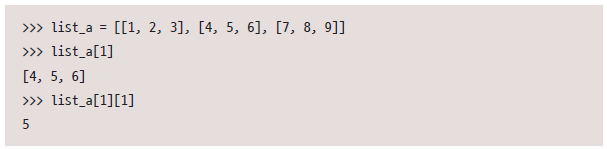 >>> list_a = [[1, 2, 3], [4, 5, 6], [7, 8, 9]]
>>> list_a[1]
[4, 5, 6]
>>> list_a[1][1]
5